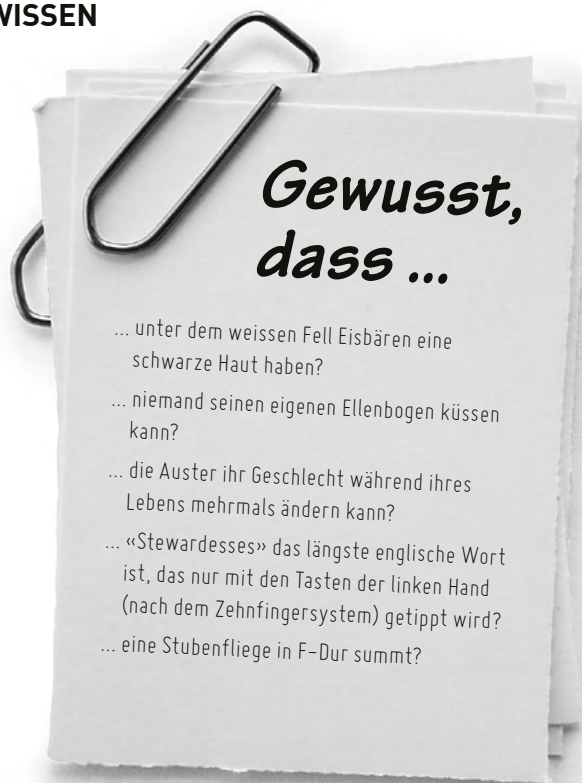 WISSEN
Gewusst,
dass ...
... unter dem weissen Fell Eisbären eine
schwarze Haut haben?
... niemand seinen eigenen Ellenbogen küssen
kann?
... die Auster ihr Geschlecht während ihres
Lebens mehrmals ändern kann?
... «Stewardesses» das längste englische Wort
ist, das nur mit den Tasten der linken Hand
(nach dem Zehnfingersystem) getippt wird?
... eine Stubenfliege in F-Dur summt?